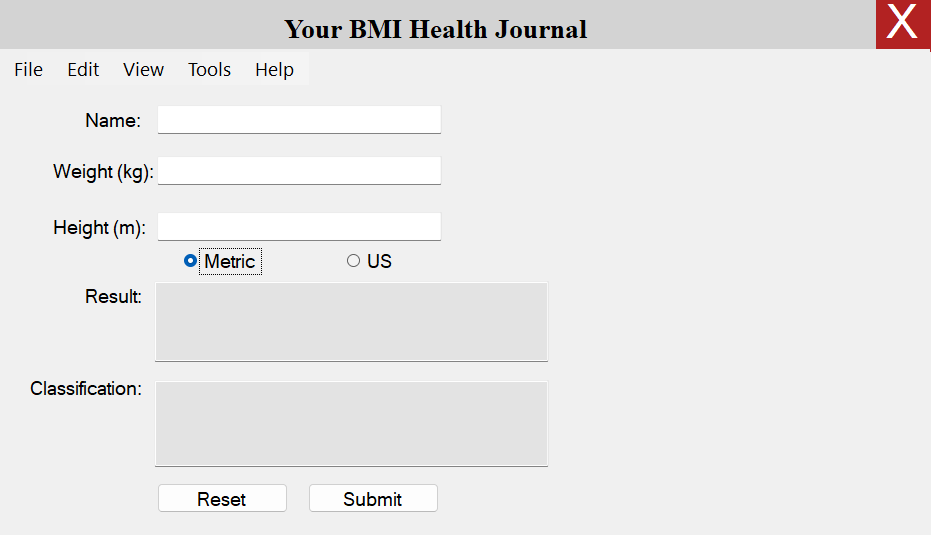 Your BMI Health Journal X
File Edit View Tools Help
Name:
Weight (kg):
Height (m):
Metric US
Result:
Classification:
Reset Submit